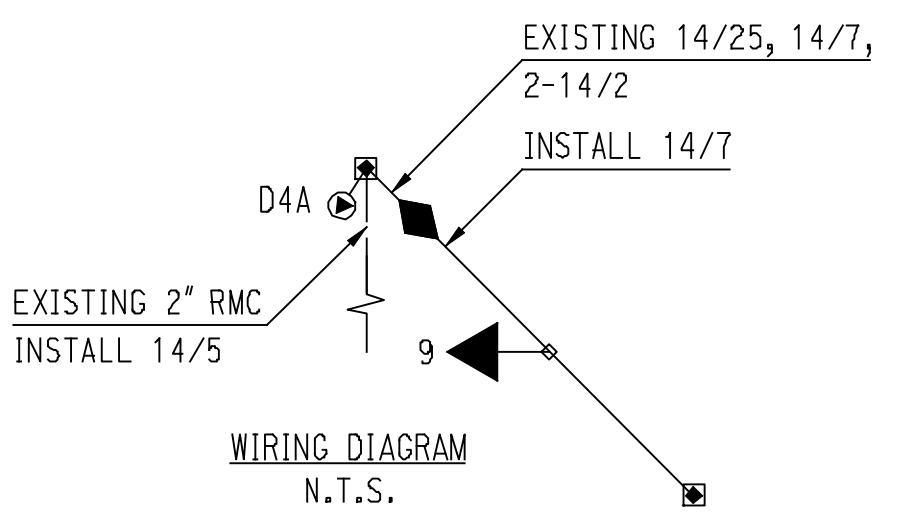 EXISTING 14/25, 14/7,
2-14/2
INSTALL 14/7
D4A
EXISTING 2" RMC
INSTALL 14/5
9
WIRING DIAGRAM
N.T.S.